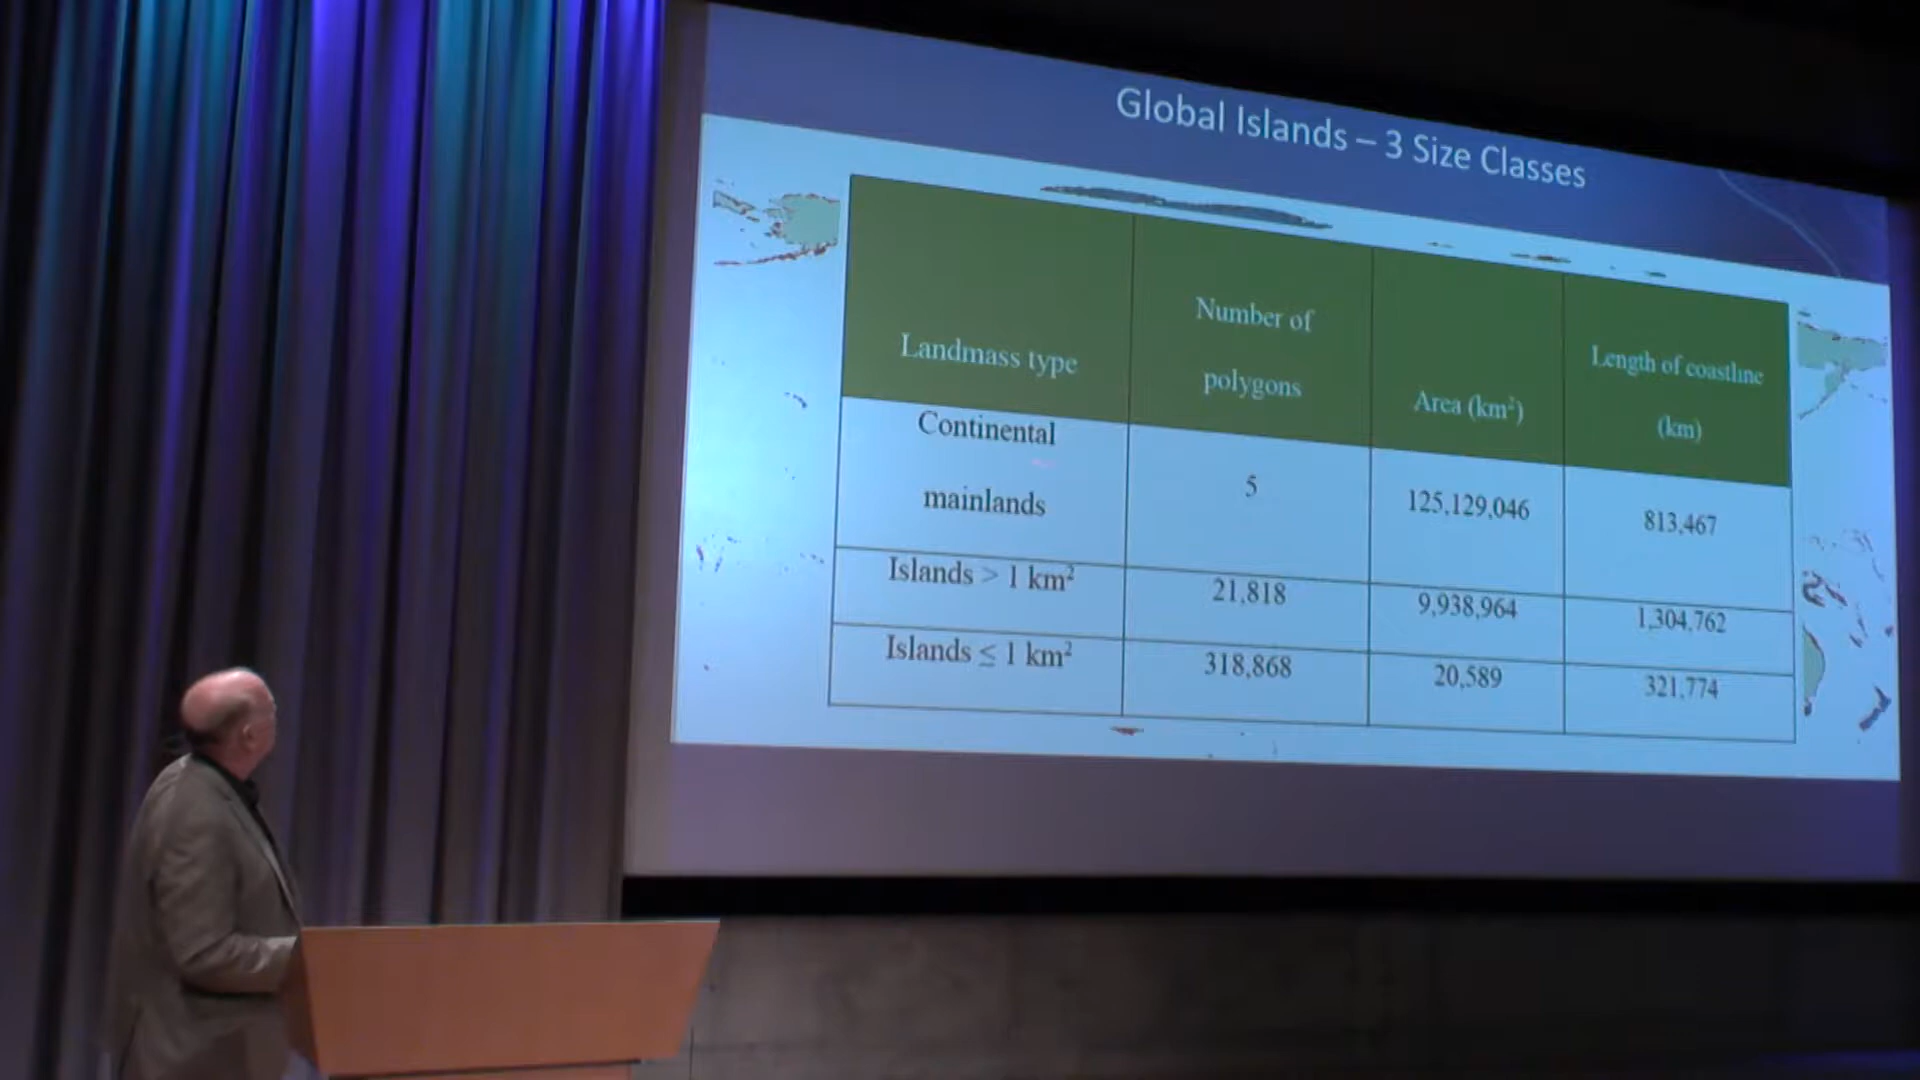 Global Islands – 3 Size Classes
Landmass type
Number of
polygons
Area (km²)
Length of coastline
(km)
Continental
mainlands
5
125,129,046
813,467
Islands > 1 km²
21,818
9,938,964
1,304,762
Islands ≤ 1 km²
318,868
20,589
321,774